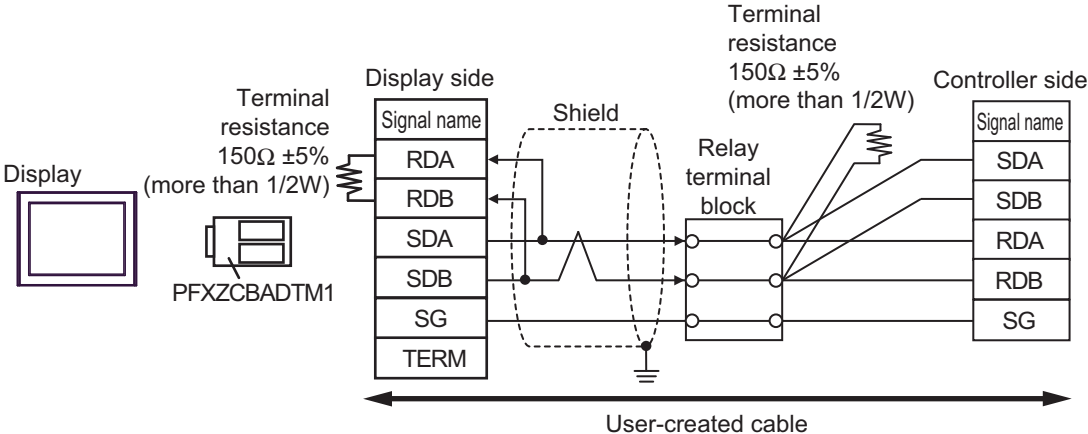 Display
PFXZCBADTM1
Terminal
resistance
150Ω ±5%
(more than 1/2W)
Display side
Signal name
RDA
RDB
SDA
SDB
SG
TERM
Shield
Relay
terminal
block
Terminal
resistance
150Ω ±5%
(more than 1/2W)
Controller side
Signal name
SDA
SDB
RDA
RDB
SG
User-created cable